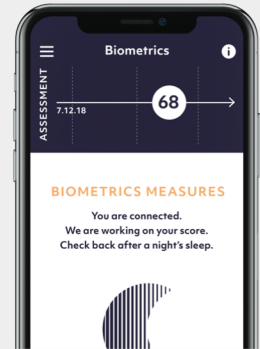 Biometrics
i
ASSESSMENT
68
7.12.18
BIOMETRICS MEASURES
You are connected.
We are working on your score.
Check back after a night's sleep.